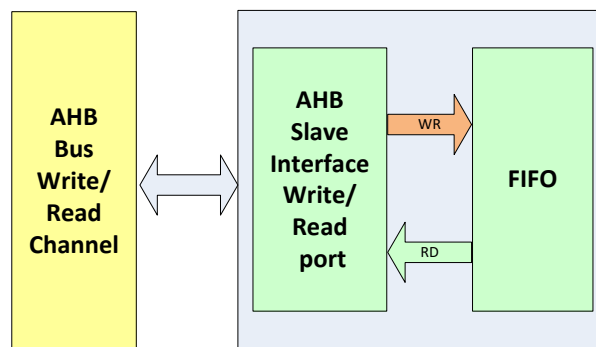 AHB
Bus
Write/
Read
Channel
AHB
Slave
Interface
Write/
Read
port
WR
RD
FIFO